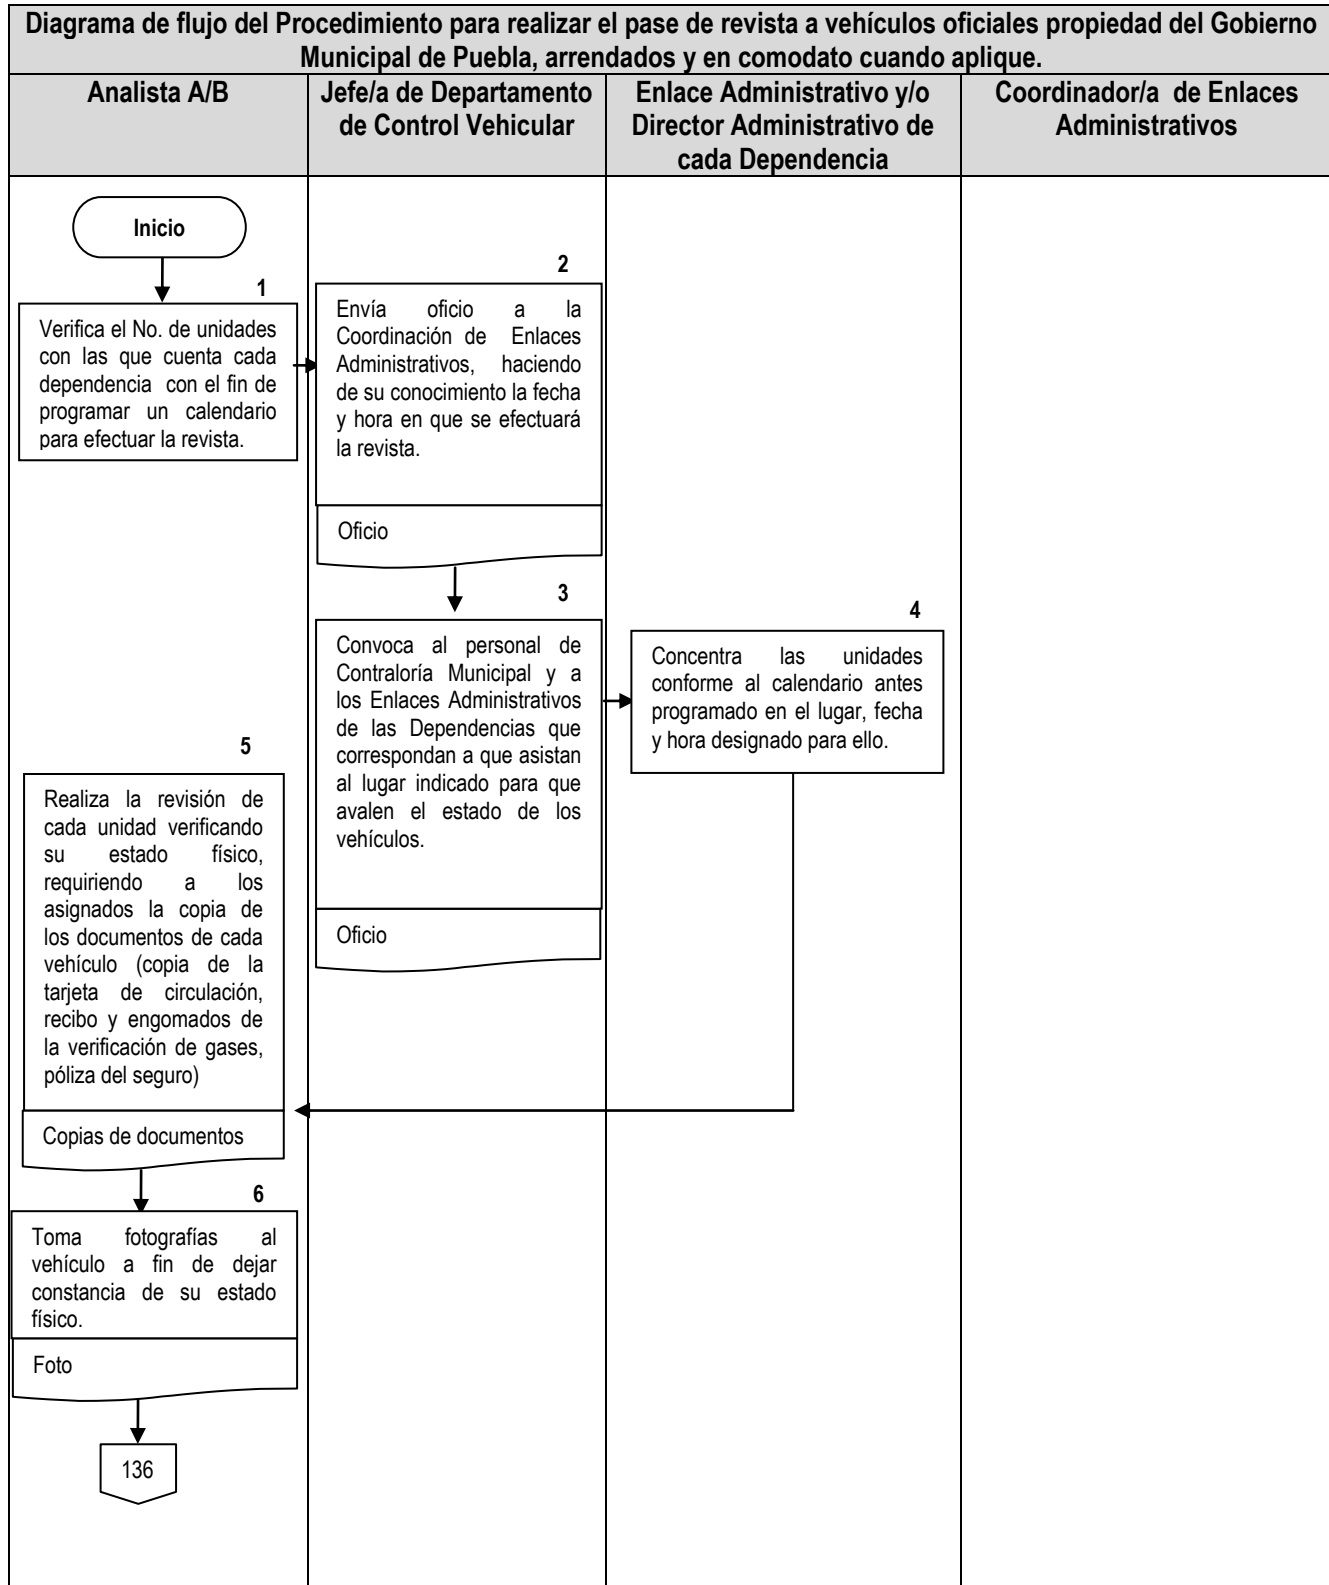 Diagrama de flujo del Procedimiento para realizar el pase de revista a vehículos oficiales propiedad del Gobierno
Municipal de Puebla, arrendados y en comodato cuando aplique.
Analista A/B
Jefe/a de Departamento
de Control Vehicular
Enlace Administrativo y/o
Director Administrativo de
cada Dependencia
Coordinador/a de Enlaces
Administrativos
Inicio
1
Verifica el No. de unidades
con las que cuenta cada
dependencia con el fin de
programar un calendario
para efectuar la revista.
2
Envía oficio a la
Coordinación de Enlaces
Administrativos, haciendo
de su conocimiento la fecha
y hora en que se efectuará
la revista.
Oficio
3
Convoca al personal de
Contraloría Municipal y a
los Enlaces Administrativos
de las Dependencias que
correspondan a que asistan
al lugar indicado para que
avalen el estado de los
vehículos.
Oficio
4
Concentra las unidades
conforme al calendario antes
programado en el lugar, fecha
y hora designado para ello.
5
Realiza la revisión de
cada unidad verificando
su estado físico,
requiriendo a los
asignados la copia de
los documentos de cada
vehículo (copia de la
tarjeta de circulación,
recibo y engomados de
la verificación de gases,
póliza del seguro)
Copias de documentos
6
Toma fotografías al
vehículo a fin de dejar
constancia de su estado
físico.
Foto
136